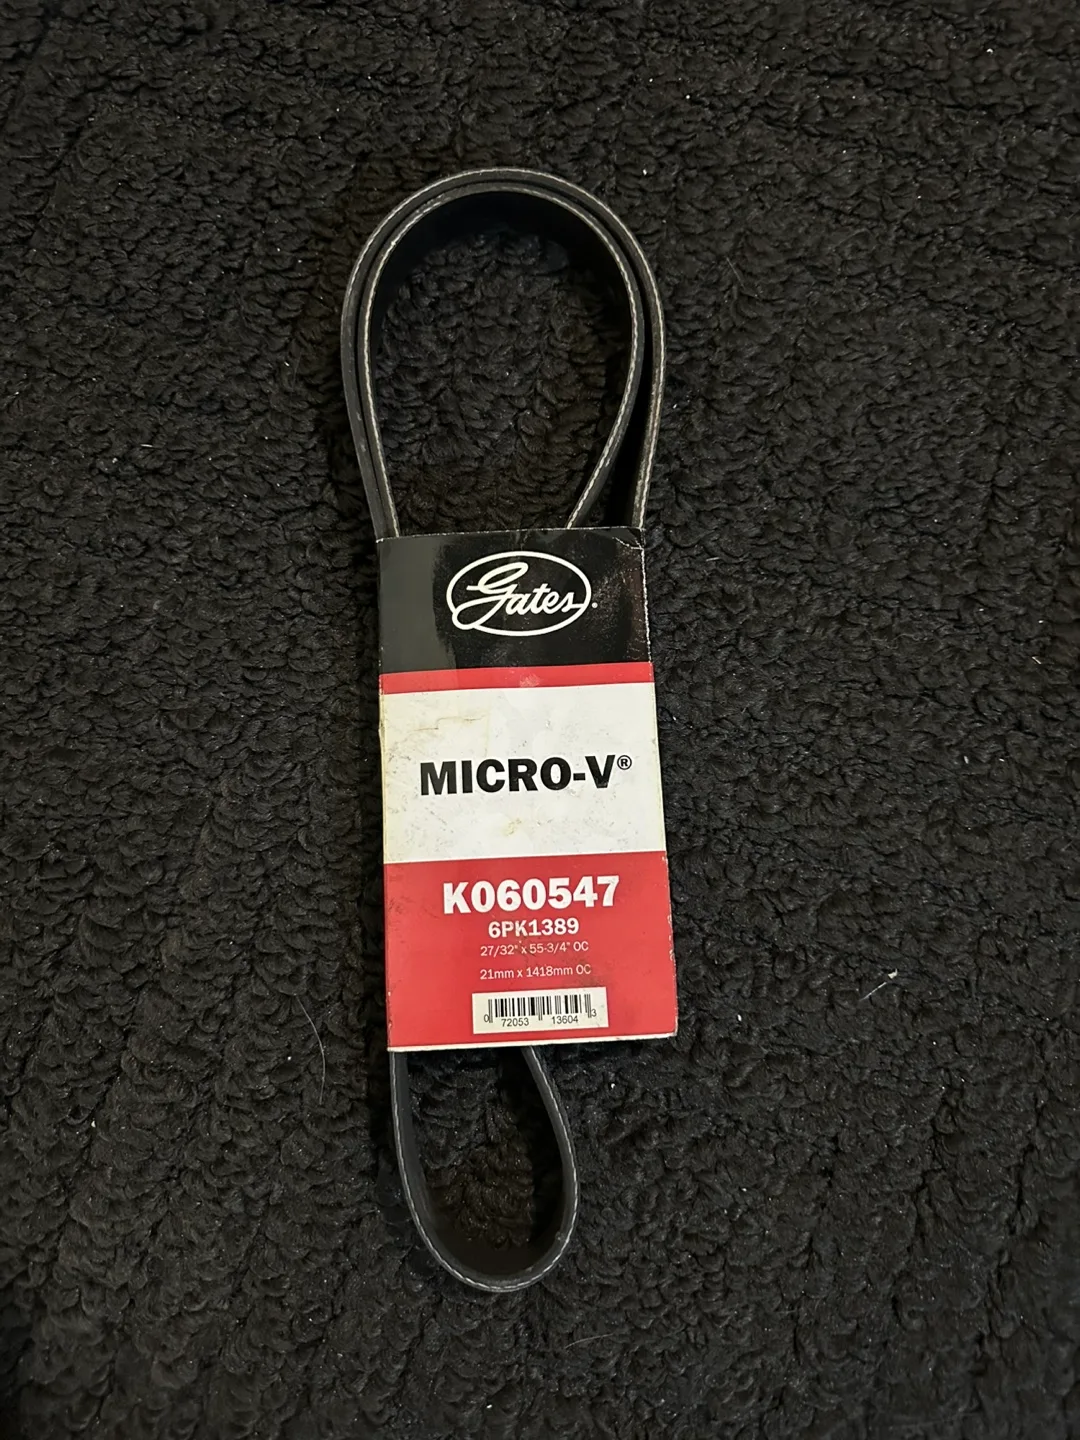 Gates
MICRO-V®
K060547
6PK1389
27/32" x 55-3/4" OC
21mm x 1418mm OC
0 72053 13604 3